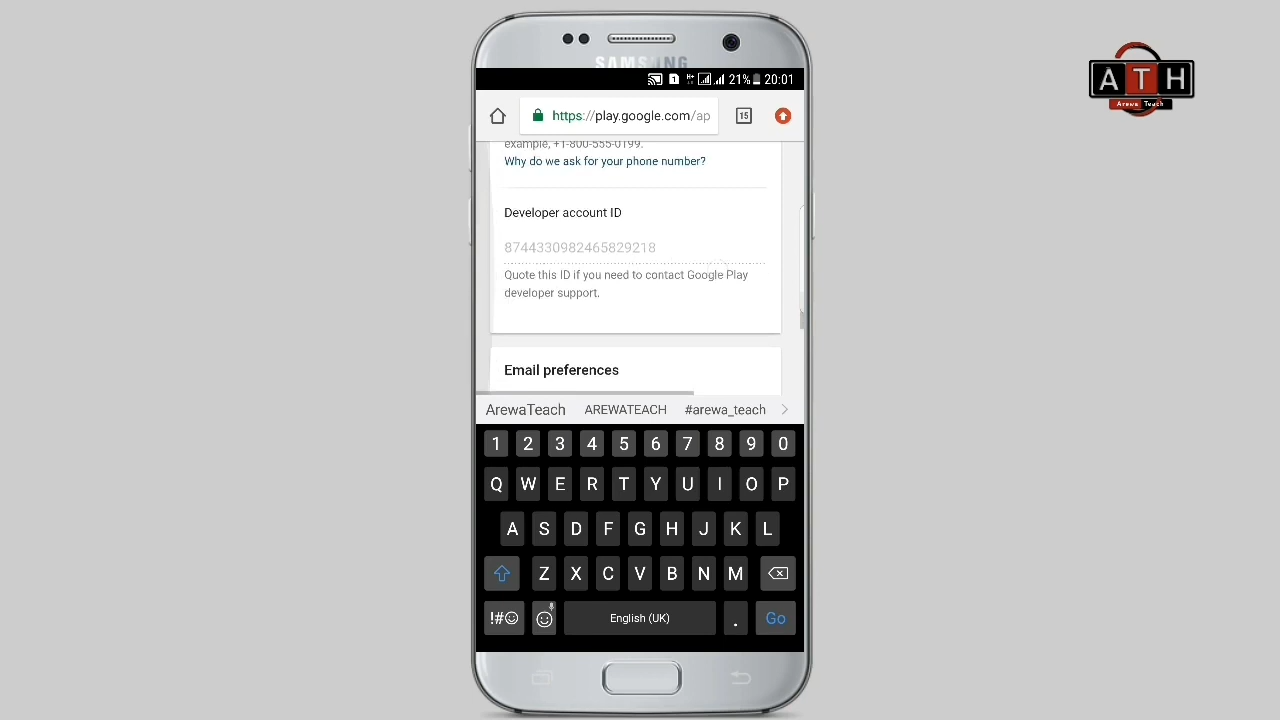 SAMSUNG
1 H+ 21% 20:01
https://play.google.com/ap 15
example, +1-800-555-0199.
Why do we ask for your phone number?
Developer account ID
8744330982465829218
Quote this ID if you need to contact Google Play
developer support.
Email preferences
ArewaTeach AREWATEACH #arewa_teach
1 2 3 4 5 6 7 8 9 0
Q W E R T Y U I O P
A S D F G H J K L
Z X C V B N M
!#☺ English (UK) . Go
ATH
Arewa Teach